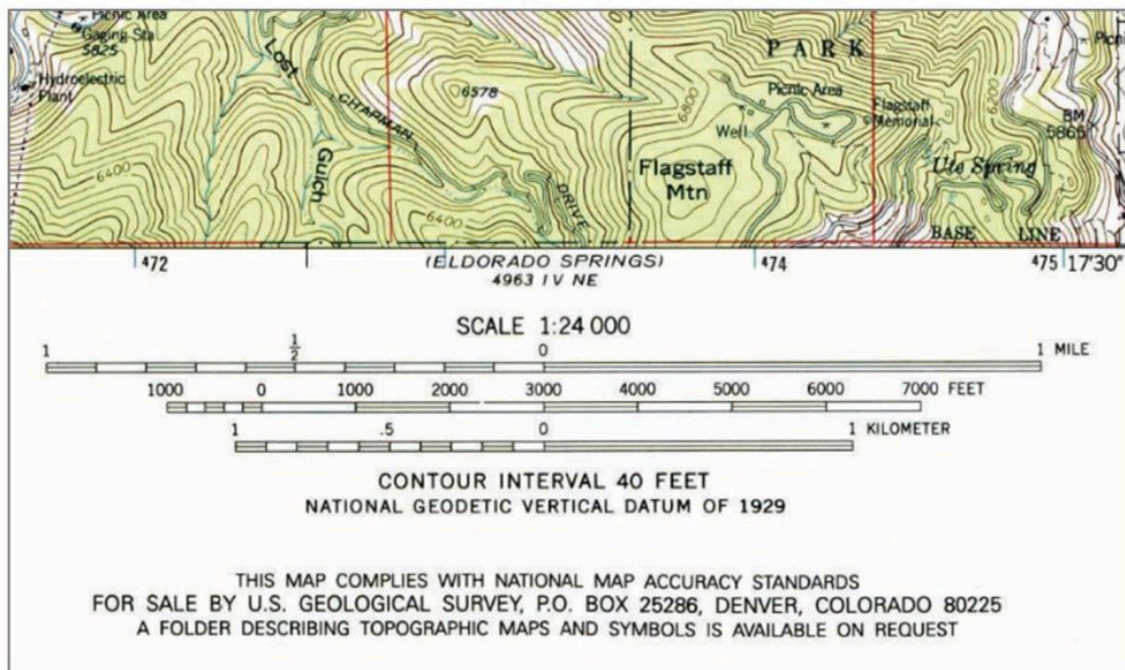 Picnic Area
Gaging Sta
5825
Hydroelectric
Plant
Lost
Gulch
CHAPMAN
DRIVE
6578
6400
6400
PARK
6800
Picnic Area
Well
Flagstaff
Memorial
6200
BM
5865
Flagstaff
Mtn
Ute Spring
BASE LINE
472
(ELDORADO SPRINGS)
4963 IV NE
474
475 17'30"
SCALE 1:24 000
1 1/2 0 1 MILE
1000 0 1000 2000 3000 4000 5000 6000 7000 FEET
1 .5 0 1 KILOMETER
CONTOUR INTERVAL 40 FEET
NATIONAL GEODETIC VERTICAL DATUM OF 1929
THIS MAP COMPLIES WITH NATIONAL MAP ACCURACY STANDARDS
FOR SALE BY U.S. GEOLOGICAL SURVEY, P.O. BOX 25286, DENVER, COLORADO 80225
A FOLDER DESCRIBING TOPOGRAPHIC MAPS AND SYMBOLS IS AVAILABLE ON REQUEST